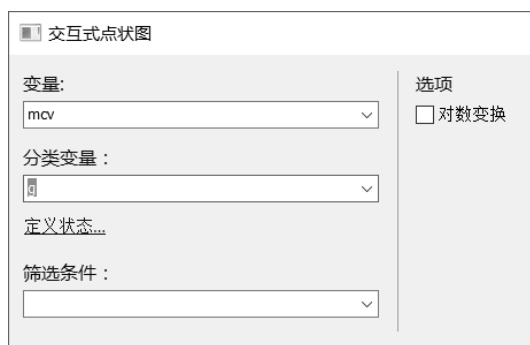 交互式点状图
变量:
选项
mcv
对数变换
分类变量：
g
定义状态...
筛选条件：